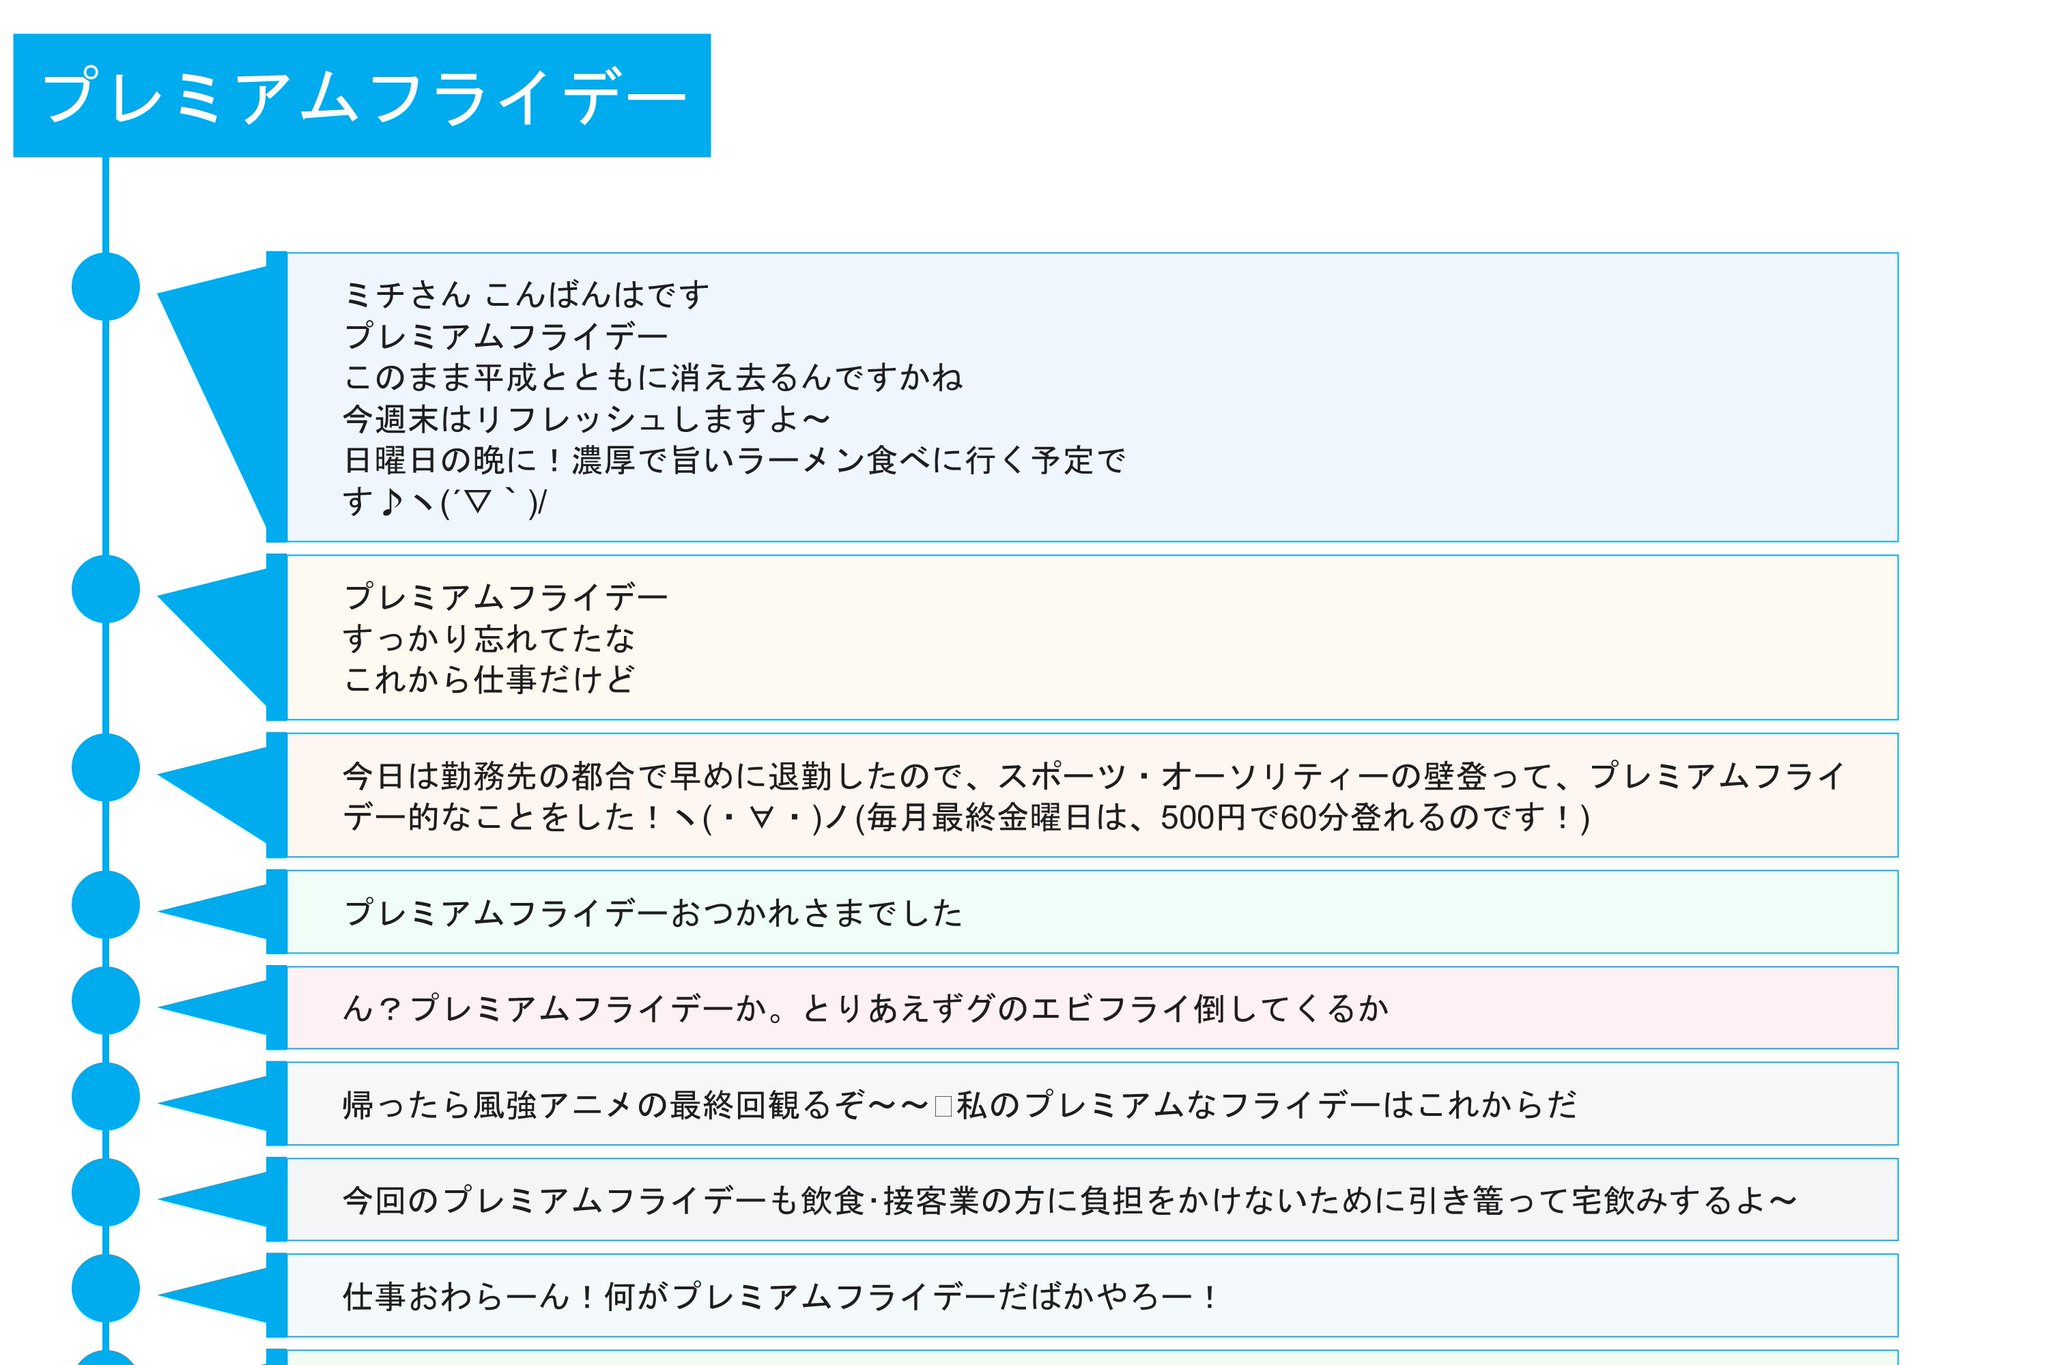 プレミアムフライデー
ミチさん こんばんはです
プレミアムフライデー
このまま平成とともに消え去るんですかね
今週末はリフレッシュしますよ〜
日曜日の晩に！濃厚で旨いラーメン食べに行く予定で
す♪ヽ(´▽｀)/
プレミアムフライデー
すっかり忘れてたな
これから仕事だけど
今日は勤務先の都合で早めに退勤したので、スポーツ・オーソリティーの壁登って、プレミアムフライ
デー的なことをした！ヽ(・∀・)ノ(毎月最終金曜日は、500円で60分登れるのです！)
プレミアムフライデーおつかれさまでした
ん？プレミアムフライデーか。とりあえずグのエビフライ倒してくるか
帰ったら風強アニメの最終回観るぞ〜〜□私のプレミアムなフライデーはこれからだ
今回のプレミアムフライデーも飲食･接客業の方に負担をかけないために引き篭って宅飲みするよ〜
仕事おわらーん！何がプレミアムフライデーだばかやろー！